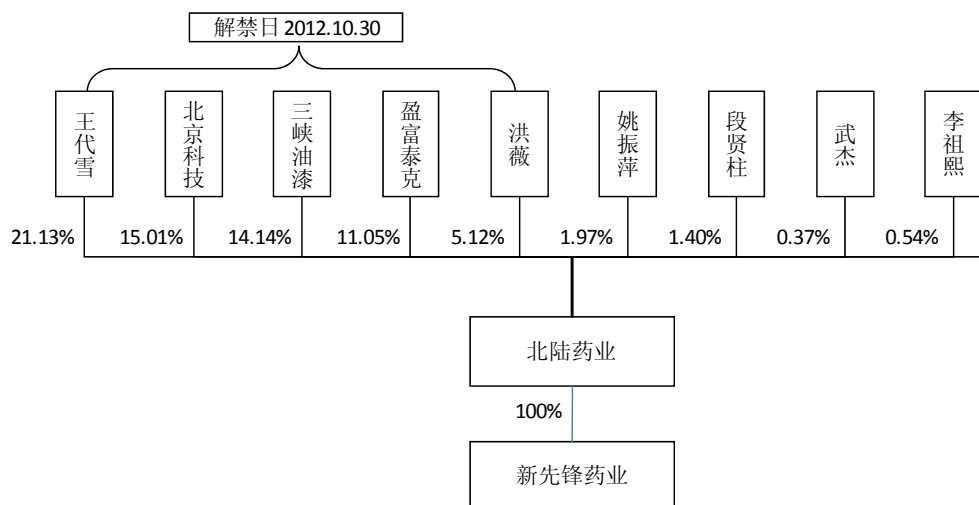 解禁日 2012.10.30
王代雪
北京科技
三峡油漆
盈富泰克
洪薇
姚振萍
段贤柱
武杰
李祖熙
21.13%
15.01%
14.14%
11.05%
5.12%
1.97%
1.40%
0.37%
0.54%
北陆药业
100%
新先锋药业